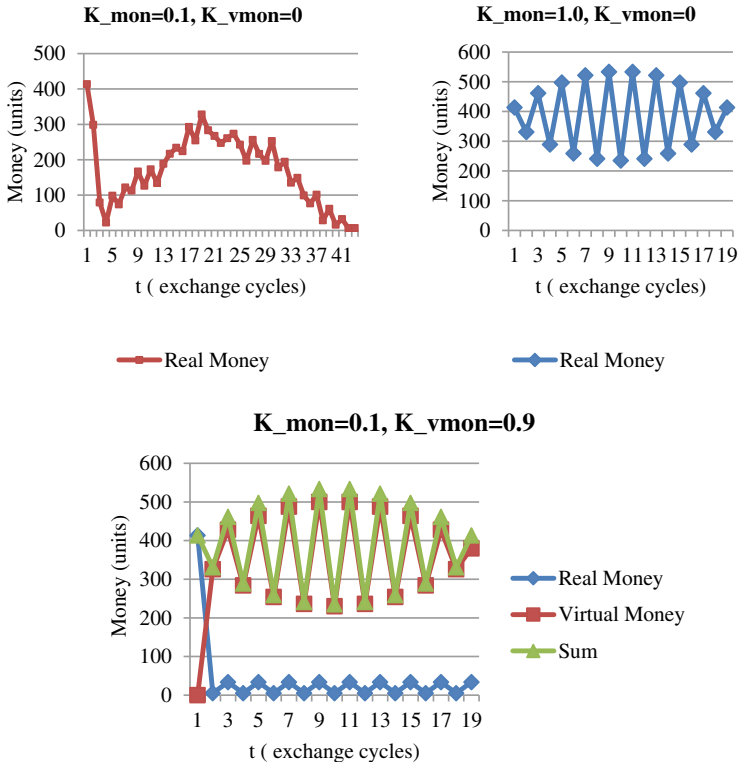 K_mon=0.1, K_vmon=0
Money (units)
500
400
300
200
100
0
1 5 9 13 17 21 25 29 33 37 41
t ( exchange cycles)
Real Money
K_mon=1.0, K_vmon=0
Money (units)
600
500
400
300
200
100
0
1 3 5 7 9 11 13 15 17 19
t ( exchange cycles)
Real Money
K_mon=0.1, K_vmon=0.9
Money (units)
600
500
400
300
200
100
0
1 3 5 7 9 11 13 15 17 19
t ( exchange cycles)
Real Money
Virtual Money
Sum